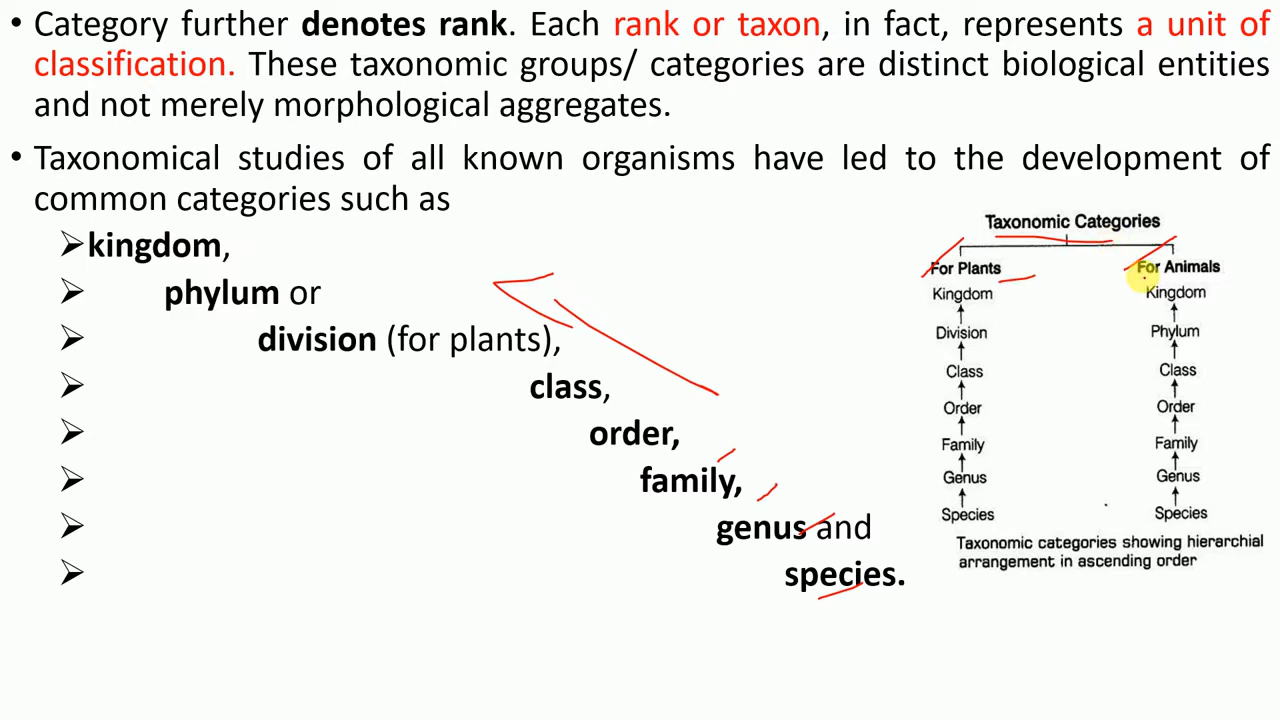 • Category further denotes rank. Each rank or taxon, in fact, represents a unit of
classification. These taxonomic groups/ categories are distinct biological entities
and not merely morphological aggregates.
• Taxonomical studies of all known organisms have led to the development of
common categories such as
➢kingdom,
➢ phylum or
➢ division (for plants),
➢ class,
➢ order,
➢ family,
➢ genus and
➢ species.
Taxonomic Categories
For Plants
Kingdom
Division
Class
Order
Family
Genus
Species
For Animals
Kingdom
Phylum
Class
Order
Family
Genus
Species
Taxonomic categories showing hierarchial
arrangement in ascending order